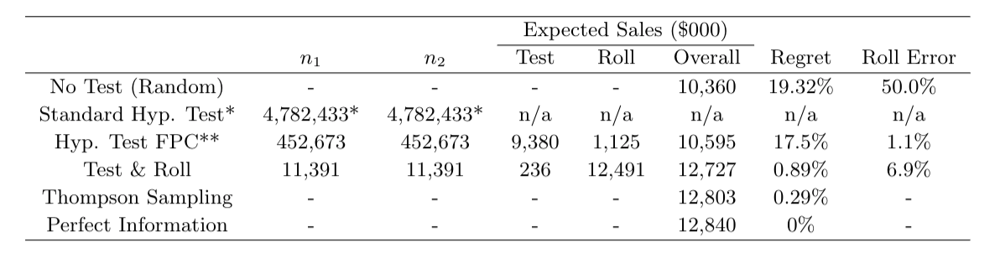 Expected Sales ($000)
n1 n2 Test Roll Overall Regret Roll Error
No Test (Random) - - - - 10,360 19.32% 50.0%
Standard Hyp. Test* 4,782,433* 4,782,433* n/a n/a n/a n/a n/a
Hyp. Test FPC** 452,673 452,673 9,380 1,125 10,595 17.5% 1.1%
Test & Roll 11,391 11,391 236 12,491 12,727 0.89% 6.9%
Thompson Sampling - - - - 12,803 0.29% -
Perfect Information - - - - 12,840 0% -